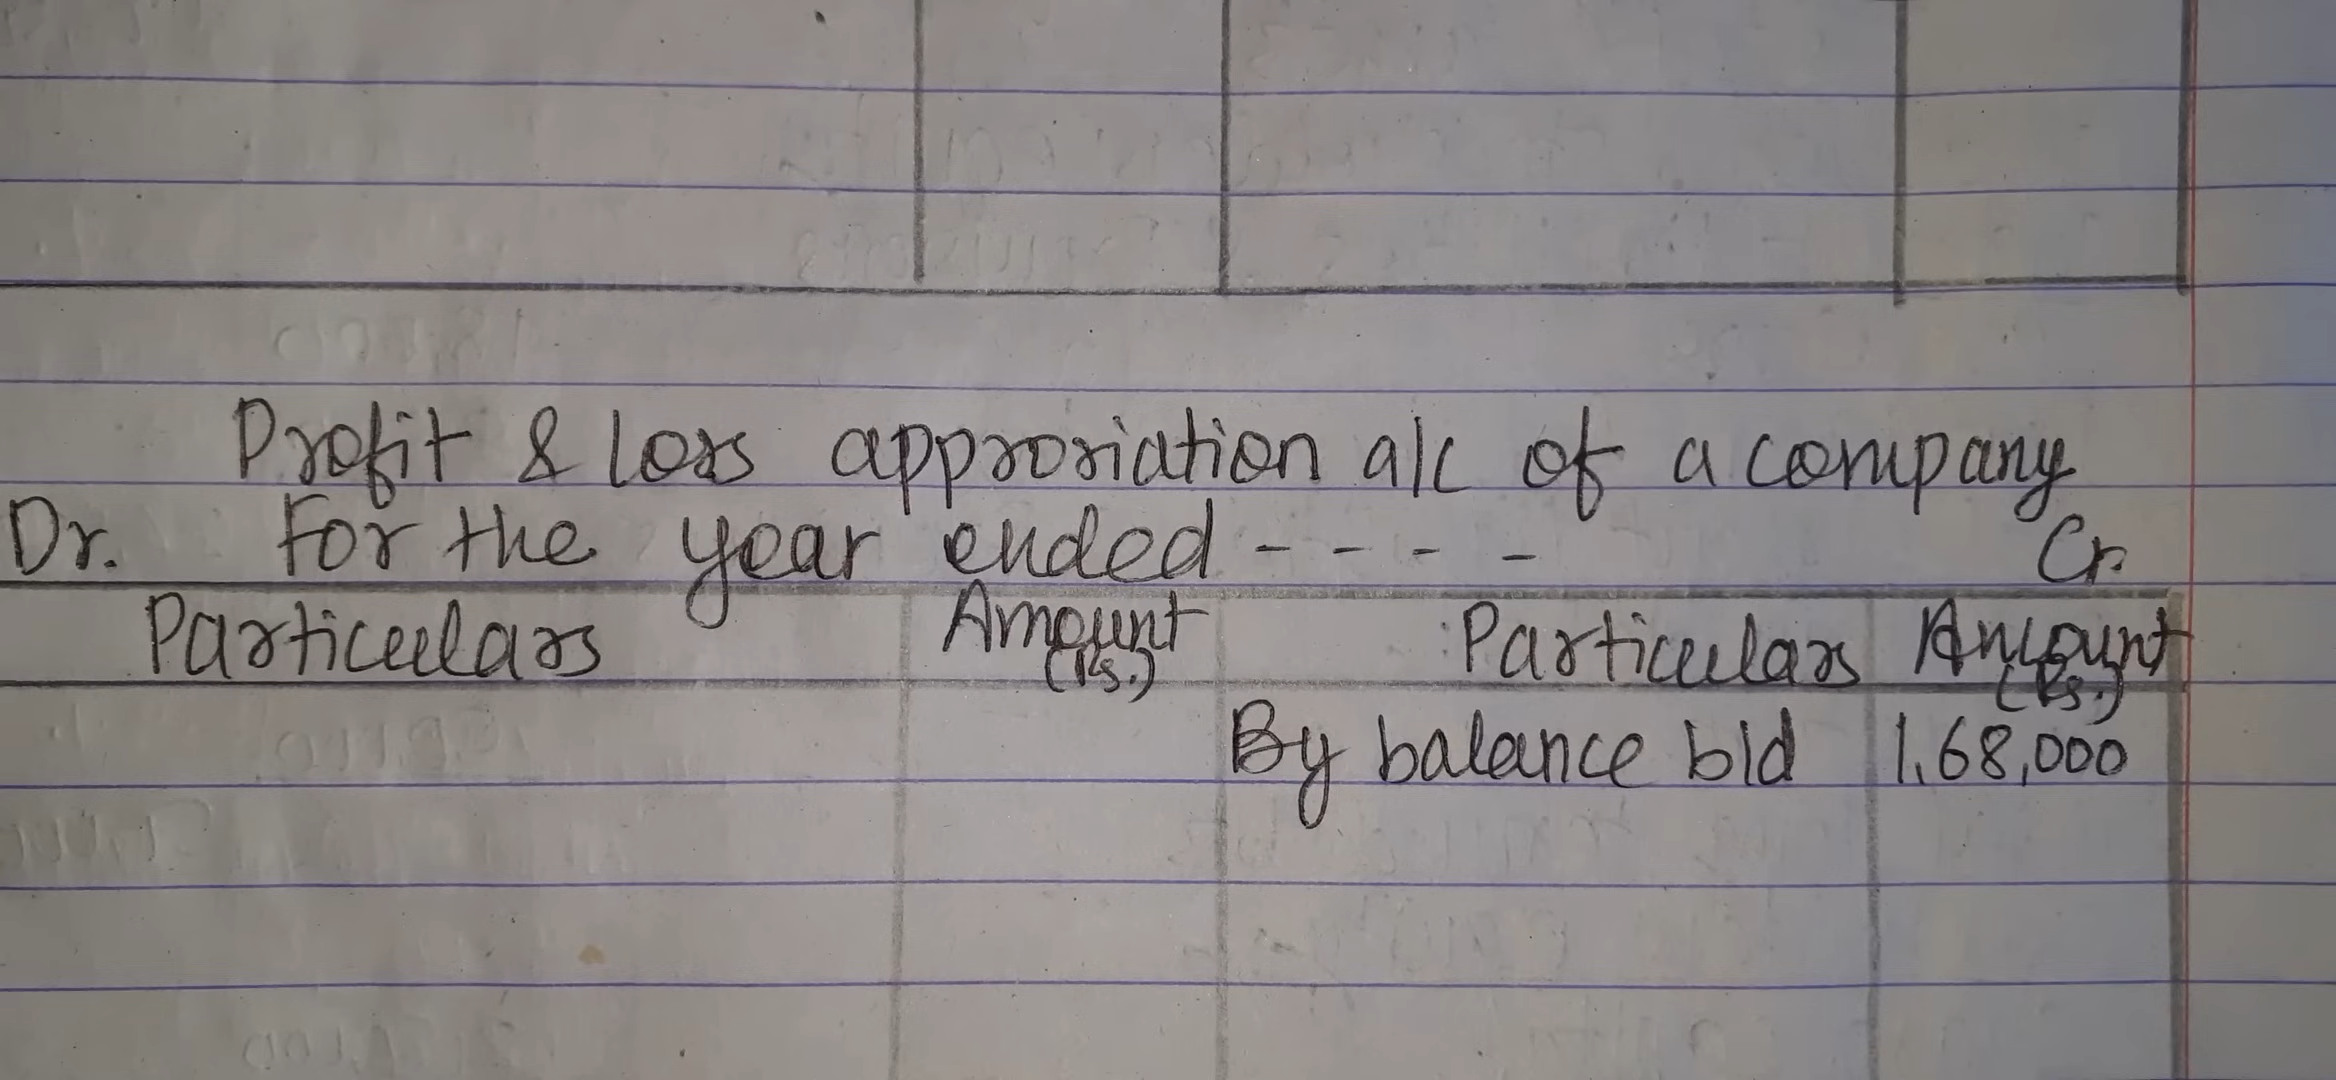 Profit & loss approriation a/c of a company
Dr. For the year ended - - - - Cr.
Particulars Amount (Rs.) Particulars Amount (Rs.)
By balance b/d 1,68,000